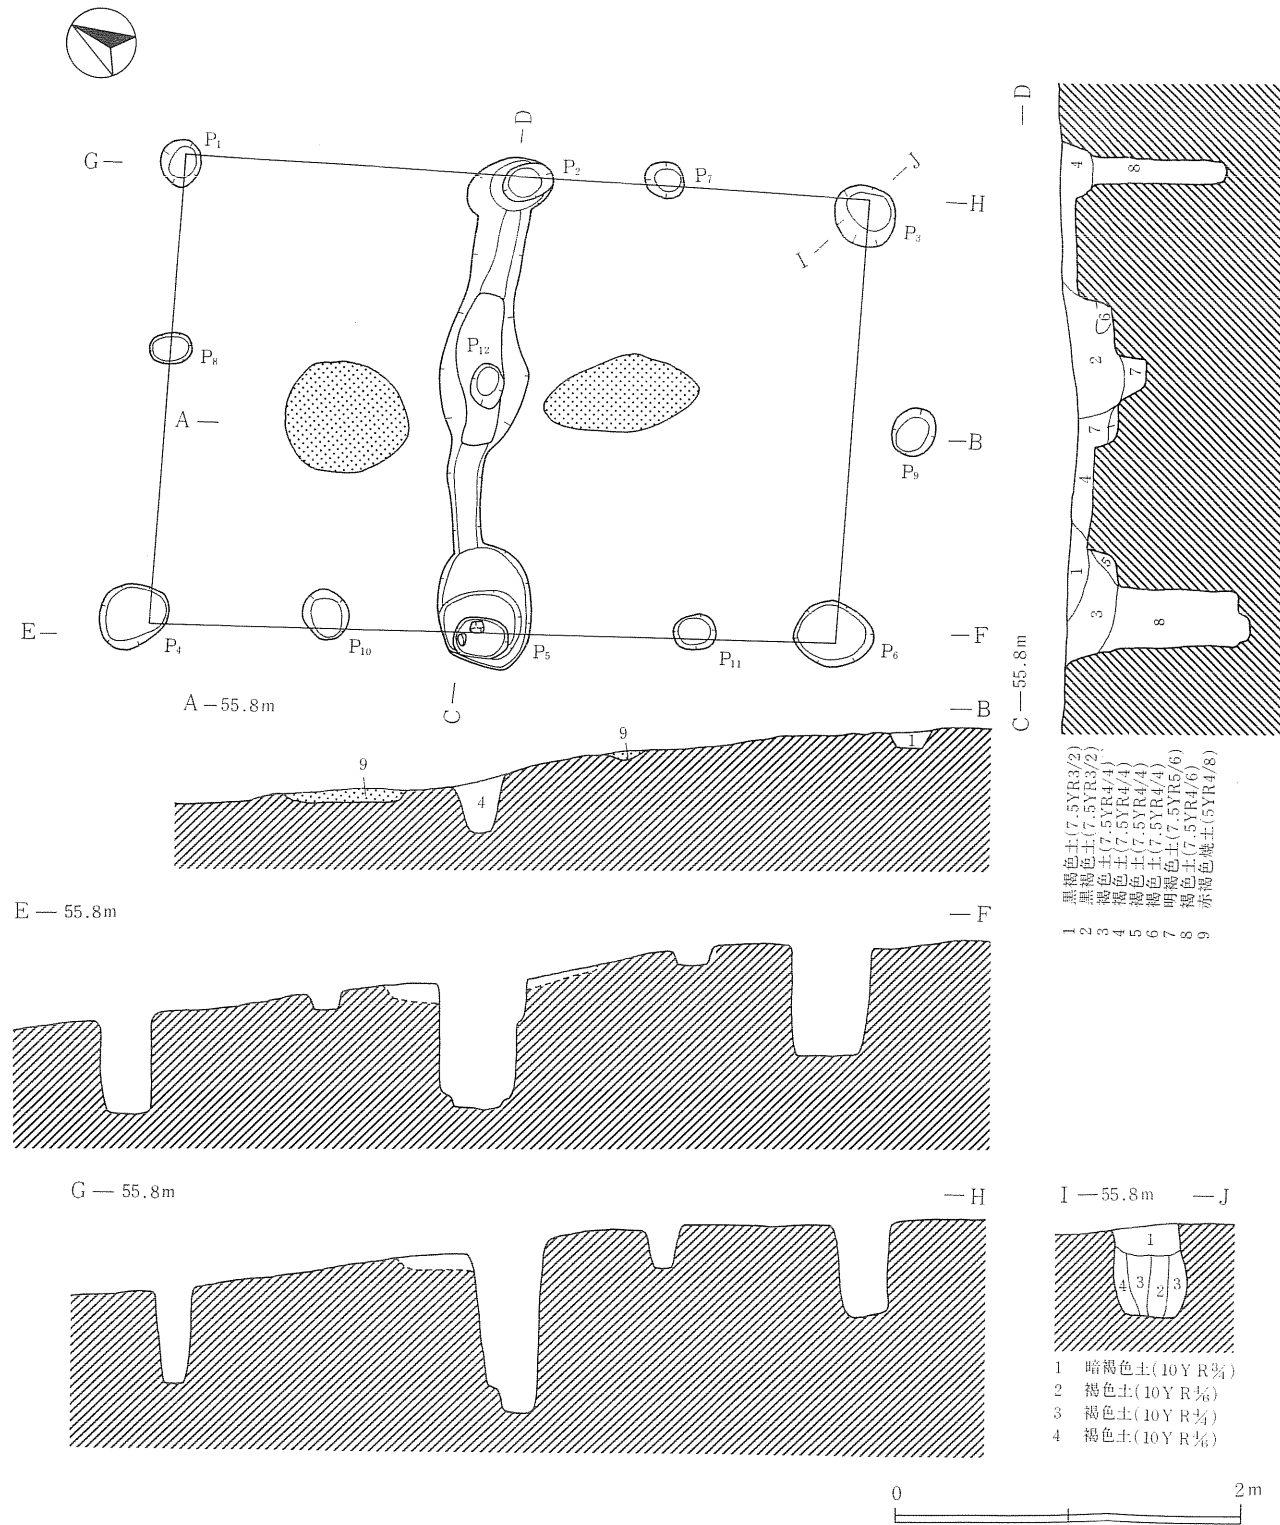 D
G
P₁
P₂
P₇
J
H
I
P₃
P₈
P₁₂
A
B
P₉
E
P₄
P₁₀
P₅
P₁₁
P₆
F
C
A 55.8m
B
9
9
1
4
E 55.8m
F
G 55.8m
H
D
4
8
6
2
7
7
4
1
5
3
8
C 55.8m
1 黒褐色土(7.5YR3/2)
2 黒褐色土(7.5YR3/2)
3 褐色土(7.5YR4/4)
4 褐色土(7.5YR4/4)
5 褐色土(7.5YR4/4)
6 褐色土(7.5YR4/4)
7 明褐色土(7.5YR5/6)
8 褐色土(7.5YR4/6)
9 赤褐色焼土(5YR4/8)
I 55.8m J
1
4 3 2 3
1 暗褐色土(10YR¾)
2 褐色土(10YR4/6)
3 褐色土(10YR4/4)
4 褐色土(10YR4/6)
0 2m